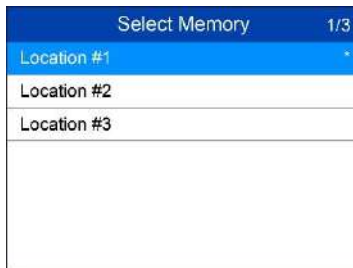 Select Memory 1/3
Location #1 *
Location #2
Location #3